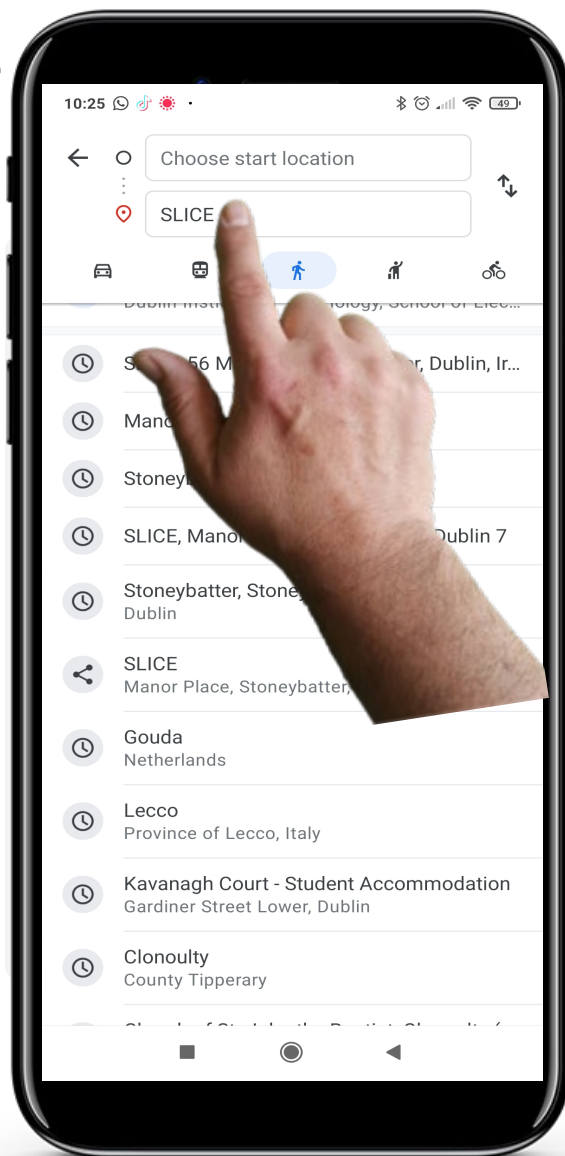 10:25 49
Choose start location
SLICE
S 56 M r, Dublin, Ir...
Mano
Stoney
SLICE, Manor Dublin 7
Stoneybatter, Stoney
Dublin
SLICE
Manor Place, Stoneybatter,
Gouda
Netherlands
Lecco
Province of Lecco, Italy
Kavanagh Court - Student Accommodation
Gardiner Street Lower, Dublin
Clonoulty
County Tipperary